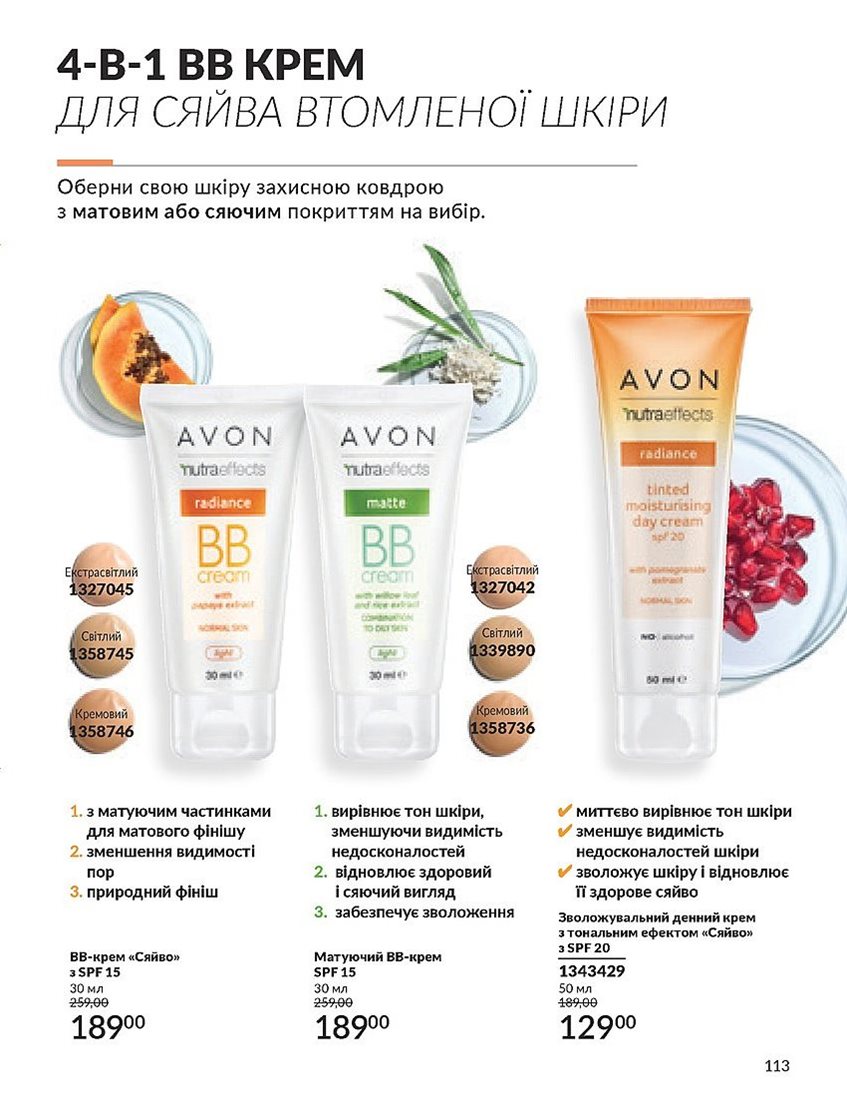 4-В-1 BB КРЕМ
ДЛЯ СЯЙВА ВТОМЛЕНОЇ ШКІРИ
Оберни свою шкіру захисною ковдрою
з матовим або сяючим покриттям на вибір.
AVON
nutraeffects
radiance
BB
cream
with
papaya extract
NORMAL SKIN
light
30 ml e
AVON
nutraeffects
matte
BB
cream
with willow leaf
and rice extract
COMBINATION
TO OILY SKIN
light
30 ml e
AVON
nutraeffects
radiance
tinted
moisturising
day cream
spf 20
with pomegranate
extract
NORMAL SKIN
NO: alcohol
50 ml e
Екстрасвітлий
1327045
Світлий
1358745
Кремовий
1358746
Екстрасвітлий
1327042
Світлий
1339890
Кремовий
1358736
1. з матуючим частинками
для матового фінішу
2. зменшення видимості
пор
3. природний фініш
BB-крем «Сяйво»
з SPF 15
30 мл
259,00
18900
1. вирівнює тон шкіри,
зменшуючи видимість
недосконалостей
2. відновлює здоровий
і сяючий вигляд
3. забезпечує зволоження
Матуючий BB-крем
SPF 15
30 мл
259,00
18900
✔ миттєво вирівнює тон шкіри
✔ зменшує видимість
недосконалостей шкіри
✔ зволожує шкіру і відновлює
її здорове сяйво
Зволожувальний денний крем
з тональним ефектом «Сяйво»
з SPF 20
1343429
50 мл
189,00
12900
113